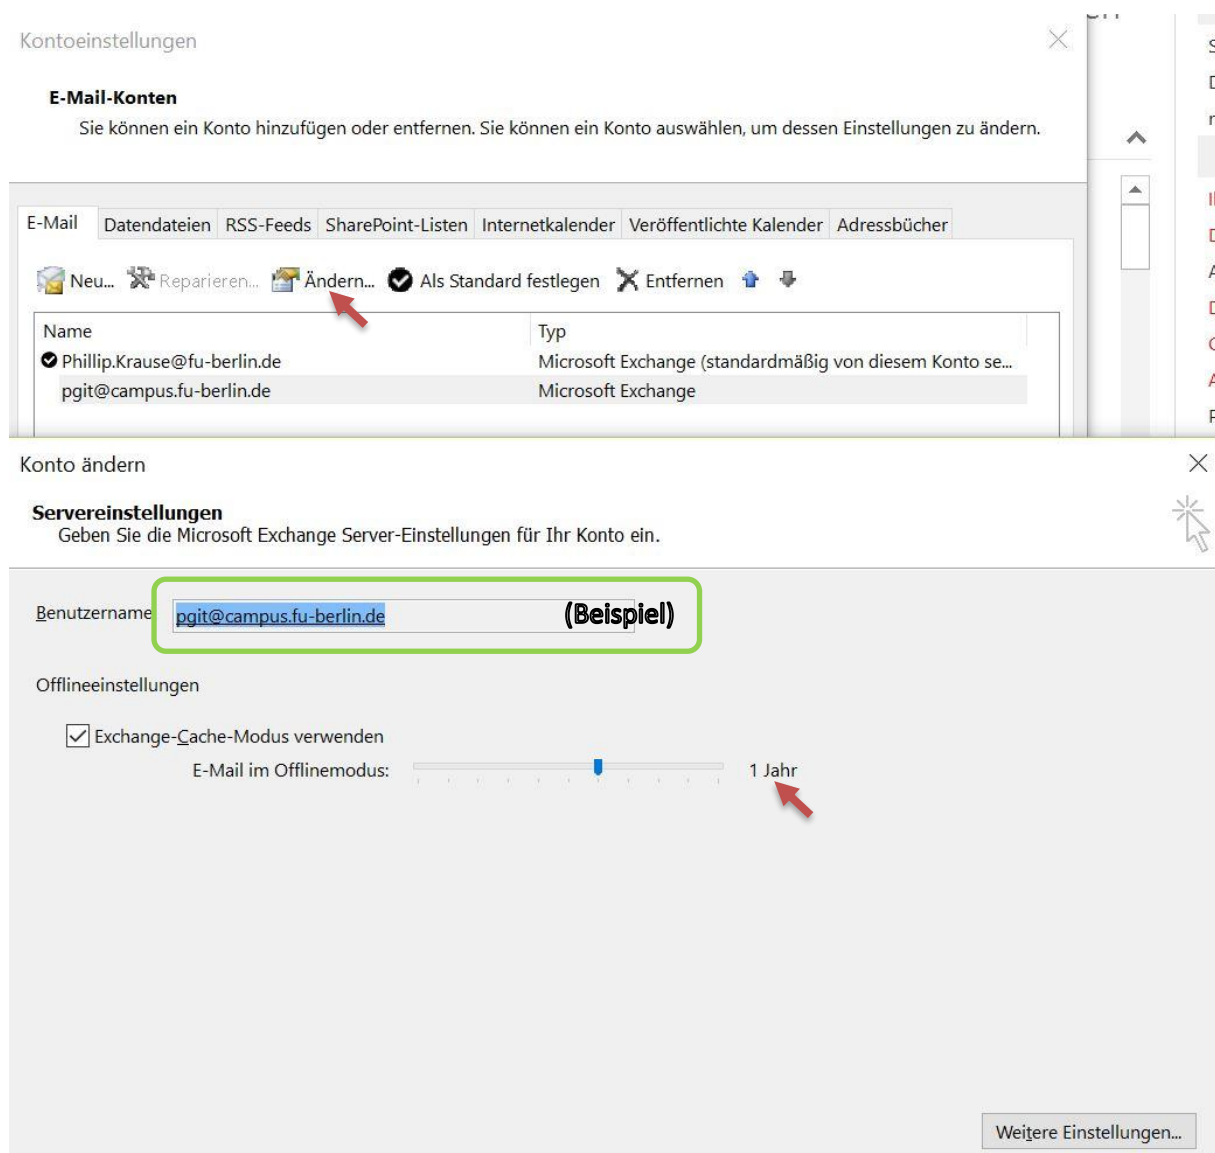 Kontoeinstellungen
E-Mail-Konten
Sie können ein Konto hinzufügen oder entfernen. Sie können ein Konto auswählen, um dessen Einstellungen zu ändern.
E-Mail Datendateien RSS-Feeds SharePoint-Listen Internetkalender Veröffentlichte Kalender Adressbücher
Neu... Reparieren... Ändern... Als Standard festlegen Entfernen
Name Typ
Phillip.Krause@fu-berlin.de Microsoft Exchange (standardmäßig von diesem Konto se...
pgit@campus.fu-berlin.de Microsoft Exchange
Konto ändern
Servereinstellungen
Geben Sie die Microsoft Exchange Server-Einstellungen für Ihr Konto ein.
Benutzername pgit@campus.fu-berlin.de (Beispiel)
Offlineeinstellungen
Exchange-Cache-Modus verwenden
E-Mail im Offlinemodus: 1 Jahr
Weitere Einstellungen...